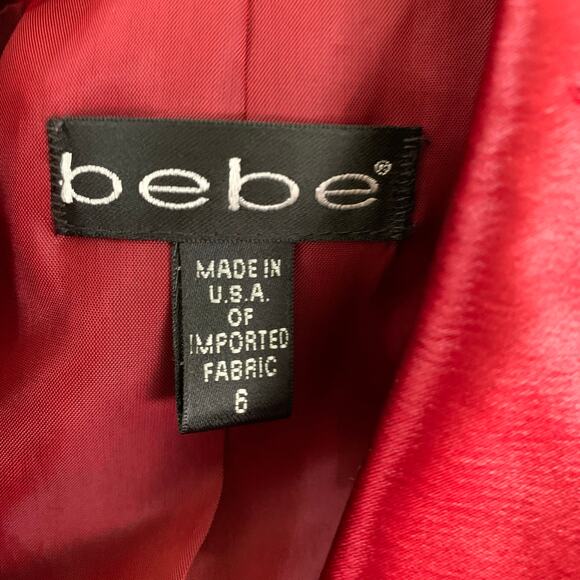 bebe®
MADE IN
U.S.A.
OF
IMPORTED
FABRIC
6